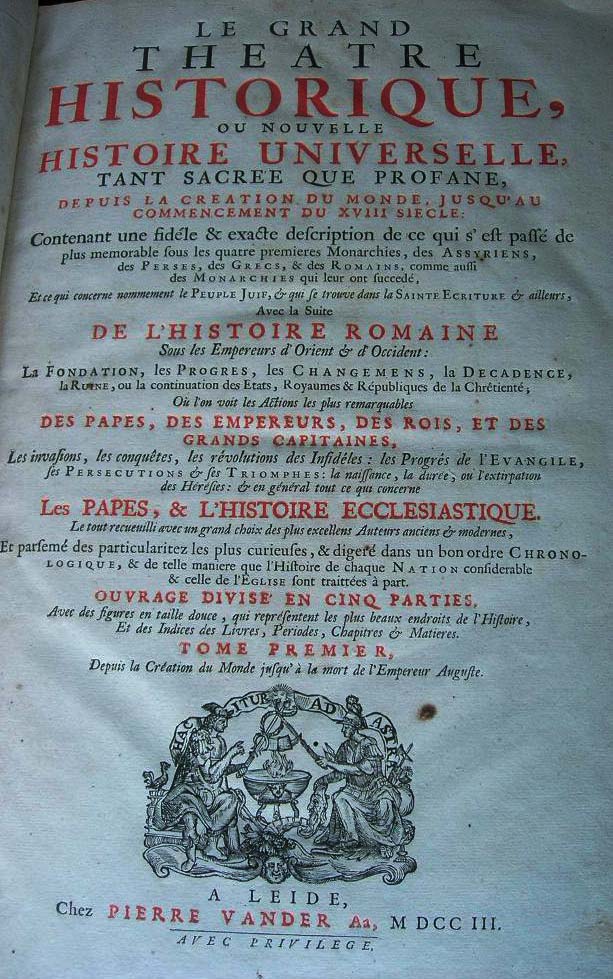 LE GRAND
THEATRE
HISTORIQUE,
OU NOUVELLE
HISTOIRE UNIVERSELLE,
TANT SACRÉE QUE PROFANE,
DEPUIS LA CREATION DU MONDE, JUSQU'AU
COMMENCEMENT DU XVIII SIECLE:
Contenant une fidéle & exacte description de ce qui s'est passé de
plus memorable sous les quatre premieres Monarchies, des ASSYRIENS,
des PERSES, des GRECS, & des ROMAINS, comme aussi
des MONARCHIES qui leur ont succedé,
Et ce qui concerne nommement le PEUPLE JUIF, & qui se trouve dans la SAINTE ECRITURE & ailleurs,
Avec la Suite
DE L'HISTOIRE ROMAINE
Sous les Empereurs d'Orient & d'Occident:
La FONDATION, les PROGRES, les CHANGEMENS, la DECADENCE,
la RUINE, ou la continuation des Etats, Royaumes & Républiques de la Chrêtienté;
Où l'on voit les Actions les plus remarquables
DES PAPES, DES EMPEREURS, DES ROIS, ET DES
GRANDS CAPITAINES,
Les invasions, les conquêtes, les révolutions des Infidéles: les Progrés de l'EVANGILE,
ses PERSECUTIONS & ses TRIOMPHES: la naissance, la durée, ou l'extirpation
des Hérésies: & en général tout ce qui concerne
Les PAPES, & L'HISTOIRE ECCLESIASTIQUE.
Le tout recueuilli avec un grand choix des plus excellens Auteurs anciens & modernes,
Et parsemé des particularitez les plus curieuses, & digeré dans un bon ordre CHRONO-
LOGIQUE, & de telle maniere que l'Histoire de chaque NATION considerable
& celle de l'ÉGLISE sont traittées à part.
OUVRAGE DIVISE' EN CINQ PARTIES,
Avec des figures en taille douce, qui représentent les plus beaux endroits de l'Histoire,
Et des Indices des Livres, Periodes, Chapitres & Matieres.
TOME PREMIER,
Depuis la Création du Monde jusqu'à la mort de l'Empereur Auguste.
HAC ITUR AD ASTRA
A LEIDE,
Chez PIERRE VANDER Aa, MDCCIII.
AVEC PRIVILEGE.